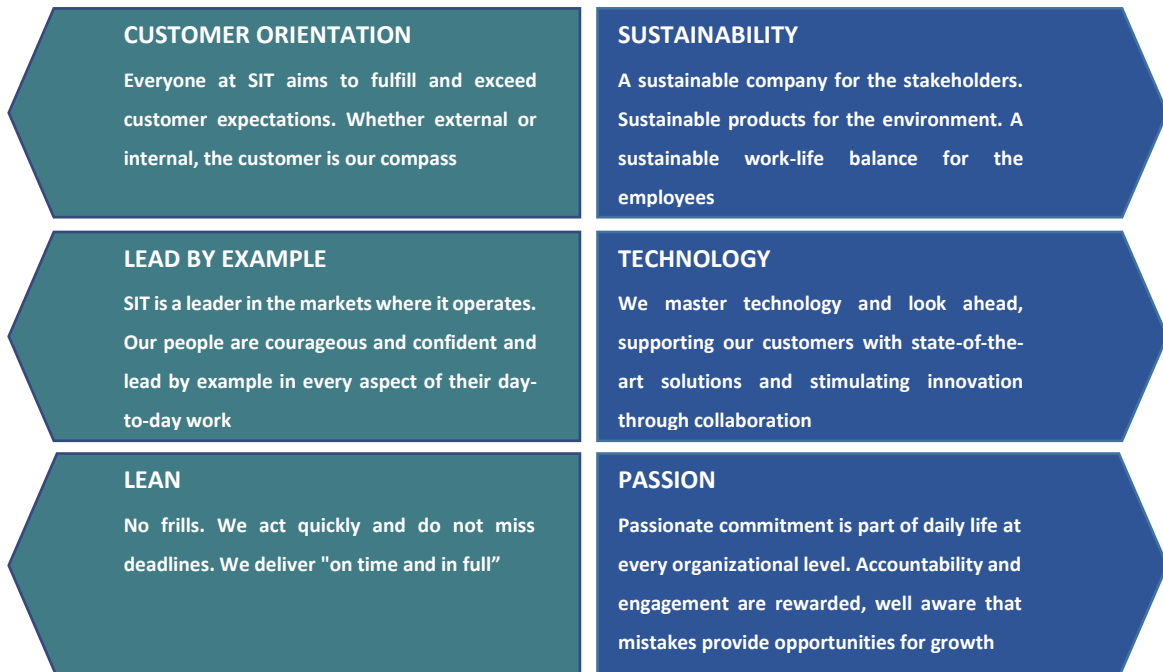 CUSTOMER ORIENTATION
Everyone at SIT aims to fulfill and exceed
customer expectations. Whether external or
internal, the customer is our compass
SUSTAINABILITY
A sustainable company for the stakeholders.
Sustainable products for the environment. A
sustainable work-life balance for the
employees
LEAD BY EXAMPLE
SIT is a leader in the markets where it operates.
Our people are courageous and confident and
lead by example in every aspect of their day-
to-day work
TECHNOLOGY
We master technology and look ahead,
supporting our customers with state-of-the-
art solutions and stimulating innovation
through collaboration
LEAN
No frills. We act quickly and do not miss
deadlines. We deliver "on time and in full”
PASSION
Passionate commitment is part of daily life at
every organizational level. Accountability and
engagement are rewarded, well aware that
mistakes provide opportunities for growth